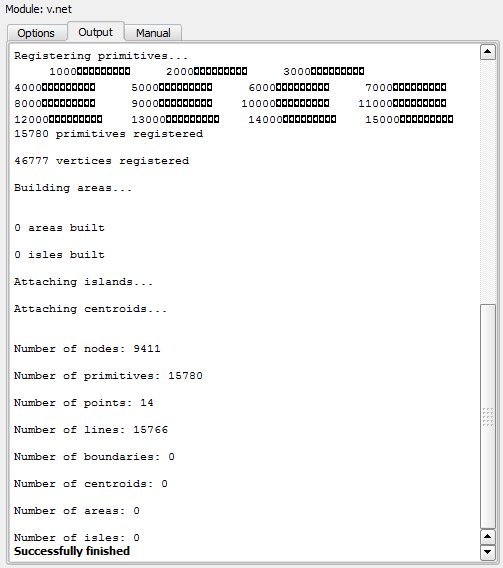 Module: v.net
Options Output Manual
Registering primitives...
1000 2000 3000
4000 5000 6000 7000
8000 9000 10000 11000
12000 13000 14000 15000
15780 primitives registered
46777 vertices registered
Building areas...
0 areas built
0 isles built
Attaching islands...
Attaching centroids...
Number of nodes: 9411
Number of primitives: 15780
Number of points: 14
Number of lines: 15766
Number of boundaries: 0
Number of centroids: 0
Number of areas: 0
Number of isles: 0
Successfully finished